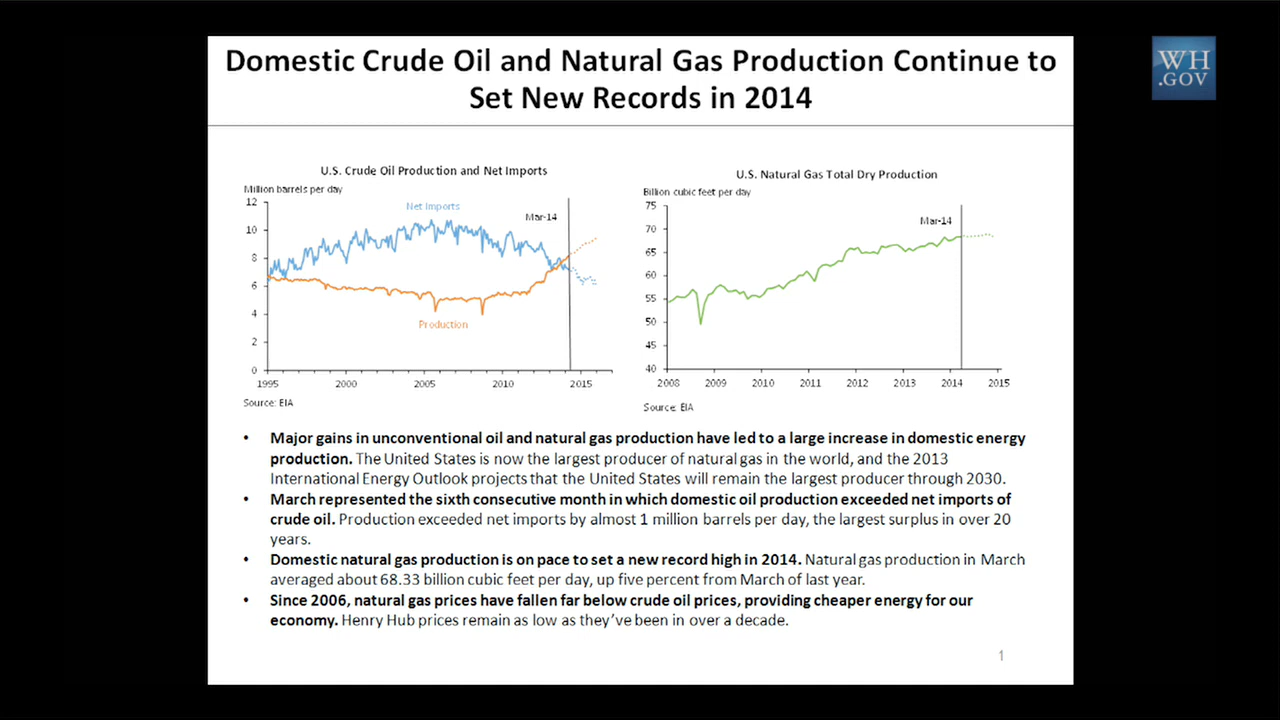 Domestic Crude Oil and Natural Gas Production Continue to
Set New Records in 2014
WH
.GOV
U.S. Crude Oil Production and Net Imports
Million barrels per day
12
10
8
6
4
2
0
Net Imports
Mar-14
Production
1995
2000
2005
2010
2015
Source: EIA
U.S. Natural Gas Total Dry Production
Billion cubic feet per day
75
70
65
60
55
50
45
40
Mar-14
2008
2009
2010
2011
2012
2013
2014
2015
Source: EIA
• Major gains in unconventional oil and natural gas production have led to a large increase in domestic energy
production. The United States is now the largest producer of natural gas in the world, and the 2013
International Energy Outlook projects that the United States will remain the largest producer through 2030.
• March represented the sixth consecutive month in which domestic oil production exceeded net imports of
crude oil. Production exceeded net imports by almost 1 million barrels per day, the largest surplus in over 20
years.
• Domestic natural gas production is on pace to set a new record high in 2014. Natural gas production in March
averaged about 68.33 billion cubic feet per day, up five percent from March of last year.
• Since 2006, natural gas prices have fallen far below crude oil prices, providing cheaper energy for our
economy. Henry Hub prices remain as low as they've been in over a decade.
1